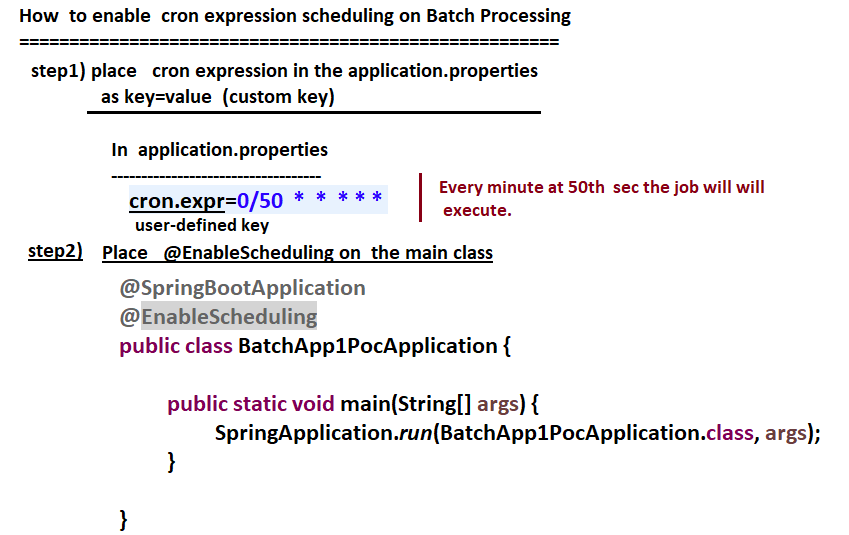 How to enable cron expression scheduling on Batch Processing
======================================================
step1) place cron expression in the application.properties
as key=value (custom key)
In application.properties
-----------------------------------
cron.expr=0/50 * * * * *
Every minute at 50th sec the job will will
execute.
user-defined key
step2) Place @EnableScheduling on the main class
@SpringBootApplication
@EnableScheduling
public class BatchApp1PocApplication {
public static void main(String[] args) {
SpringApplication.run(BatchApp1PocApplication.class, args);
}
}